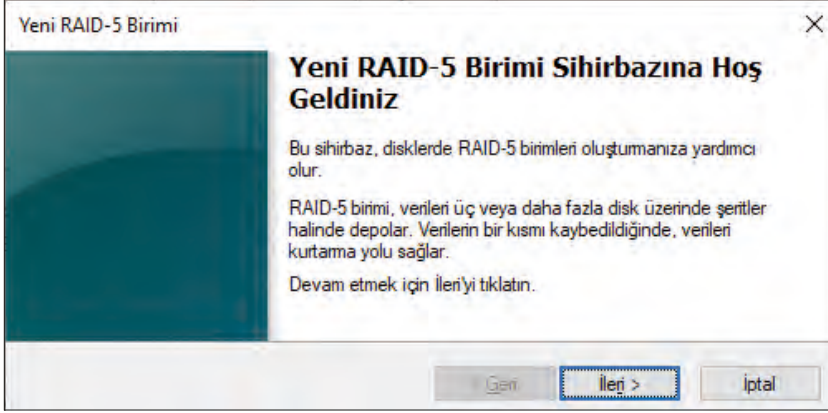 Yeni RAID-5 Birimi
Yeni RAID-5 Birimi Sihirbazına Hoş
Geldiniz
Bu sihirbaz, disklerde RAID-5 birimleri oluşturmanıza yardımcı
olur.
RAID-5 birimi, verileri üç veya daha fazla disk üzerinde şeritler
halinde depolar. Verilerin bir kısmı kaybedildiğinde, verileri
kurtarma yolu sağlar.
Devam etmek için İleri'yi tıklatın.
< Geri
İleri >
İptal